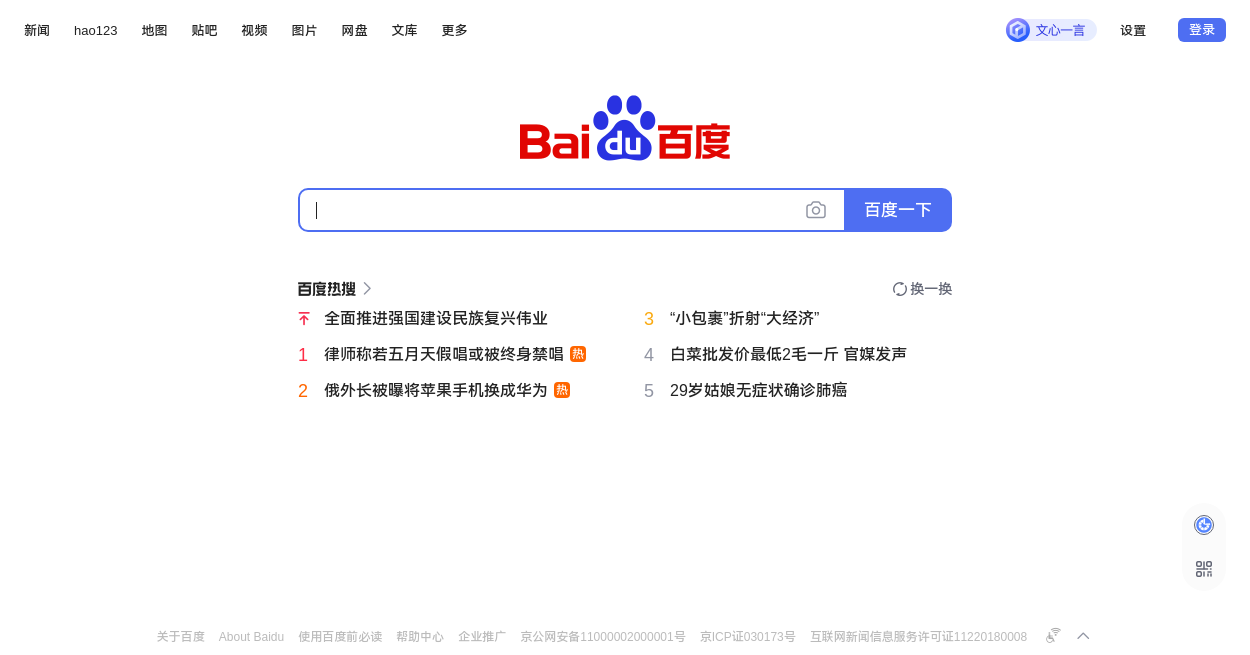 新闻 hao123 地图 贴吧 视频 图片 网盘 文库 更多 文心一言 设置 登录
Bai du 百度
百度一下
百度热搜 换一换
全面推进强国建设民族复兴伟业
1 律师称若五月天假唱或被终身禁唱 热
2 俄外长被曝将苹果手机换成华为 热
3 “小包裹”折射“大经济”
4 白菜批发价最低2毛一斤 官媒发声
5 29岁姑娘无症状确诊肺癌
关于百度 About Baidu 使用百度前必读 帮助中心 企业推广 京公网安备11000002000001号 京ICP证030173号 互联网新闻信息服务许可证11220180008